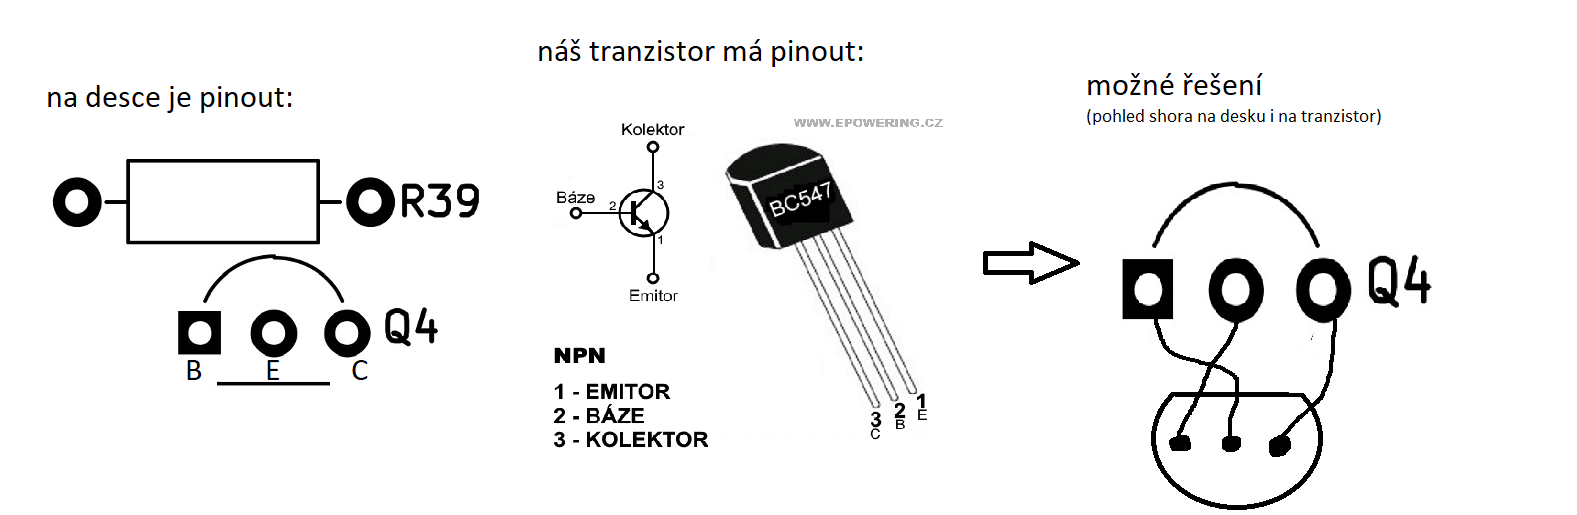 na desce je pinout:
R39
Q4
B E C
náš tranzistor má pinout:
WWW.EPOWERING.CZ
Kolektor
3
Báze
2
1
Emitor
BC547
NPN
1 - EMITOR
2 - BÁZE
3 - KOLEKTOR
3 2 1
C B E
možné řešení
(pohled shora na desku i na tranzistor)
Q4